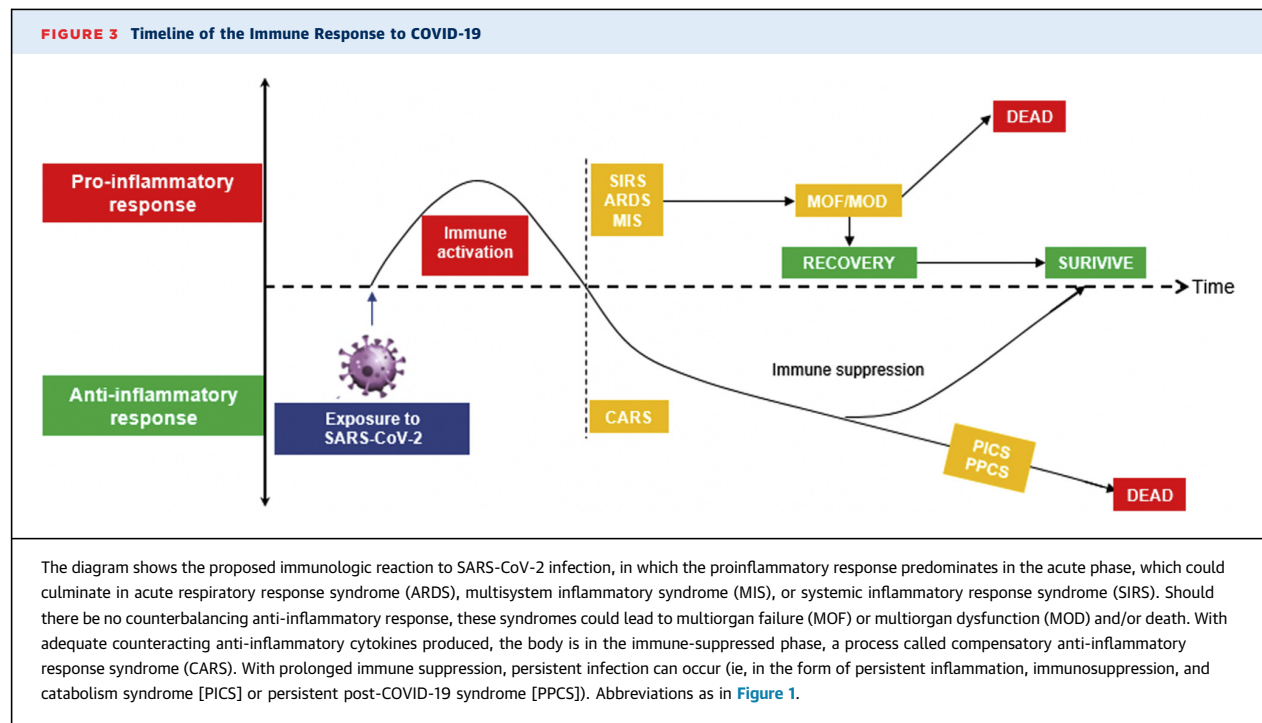 FIGURE 3 Timeline of the Immune Response to COVID-19
Pro-inflammatory
response
Anti-inflammatory
response
Immune
activation
Exposure to
SARS-CoV-2
SIRS
ARDS
MIS
CARS
MOF/MOD
DEAD
RECOVERY
SURIVIVE
Time
Immune suppression
PICS
PPCS
DEAD
The diagram shows the proposed immunologic reaction to SARS-CoV-2 infection, in which the proinflammatory response predominates in the acute phase, which could
culminate in acute respiratory response syndrome (ARDS), multisystem inflammatory syndrome (MIS), or systemic inflammatory response syndrome (SIRS). Should
there be no counterbalancing anti-inflammatory response, these syndromes could lead to multiorgan failure (MOF) or multiorgan dysfunction (MOD) and/or death. With
adequate counteracting anti-inflammatory cytokines produced, the body is in the immune-suppressed phase, a process called compensatory anti-inflammatory
response syndrome (CARS). With prolonged immune suppression, persistent infection can occur (ie, in the form of persistent inflammation, immunosuppression, and
catabolism syndrome [PICS] or persistent post-COVID-19 syndrome [PPCS]). Abbreviations as in Figure 1.